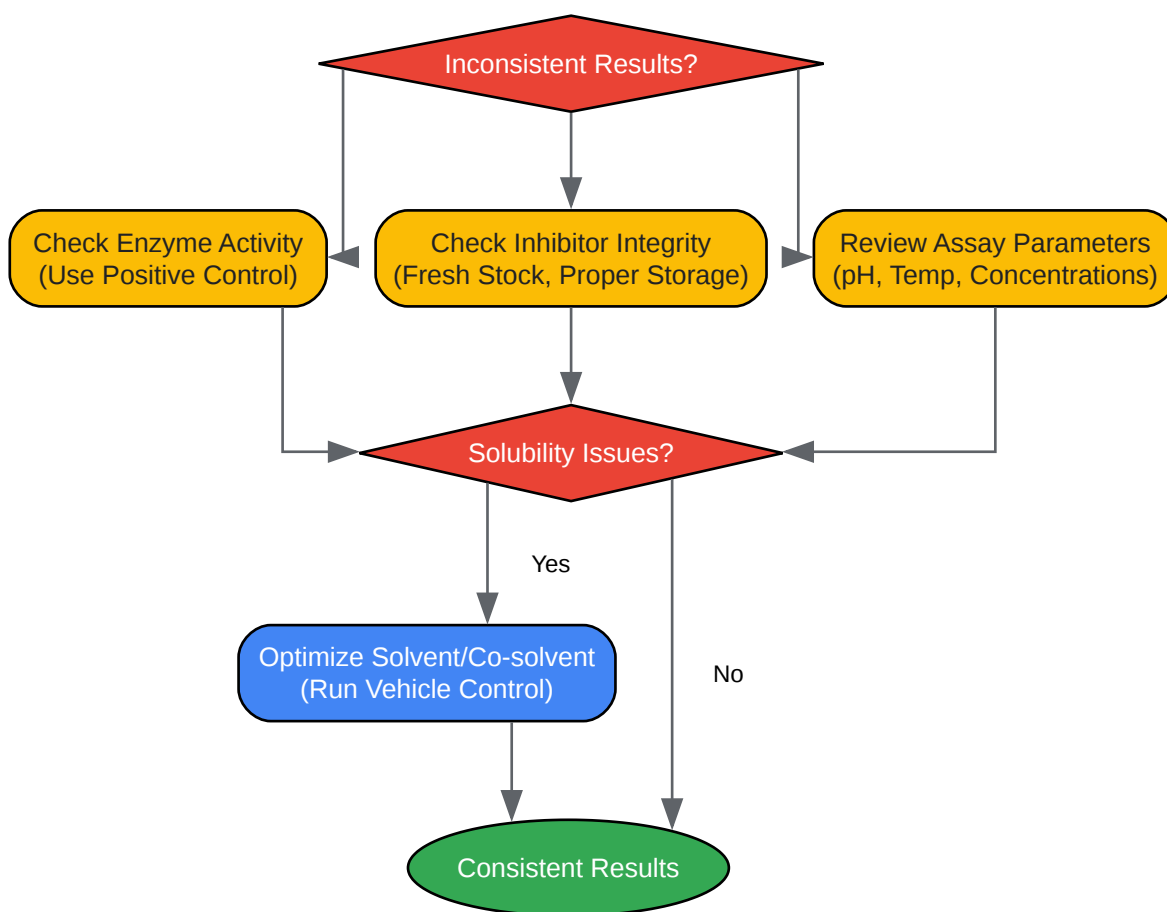 Inconsistent Results?
Check Enzyme Activity
(Use Positive Control)
Check Inhibitor Integrity
(Fresh Stock, Proper Storage)
Review Assay Parameters
(pH, Temp, Concentrations)
Solubility Issues?
Yes
Optimize Solvent/Co-solvent
(Run Vehicle Control)
No
Consistent Results